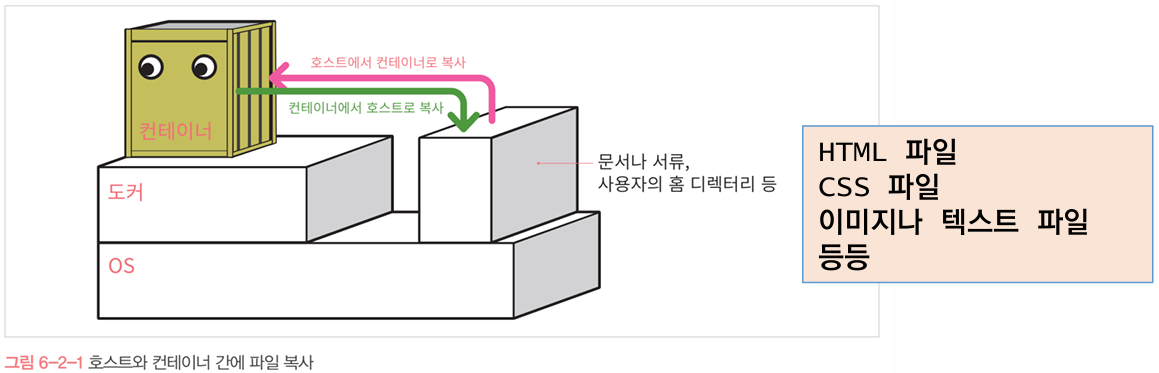 호스트에서 컨테이너로 복사
컨테이너에서 호스트로 복사
컨테이너
도커
OS
문서나 서류,
사용자의 홈 디렉터리 등
HTML 파일
CSS 파일
이미지나 텍스트 파일
등등
그림 6-2-1 호스트와 컨테이너 간에 파일 복사